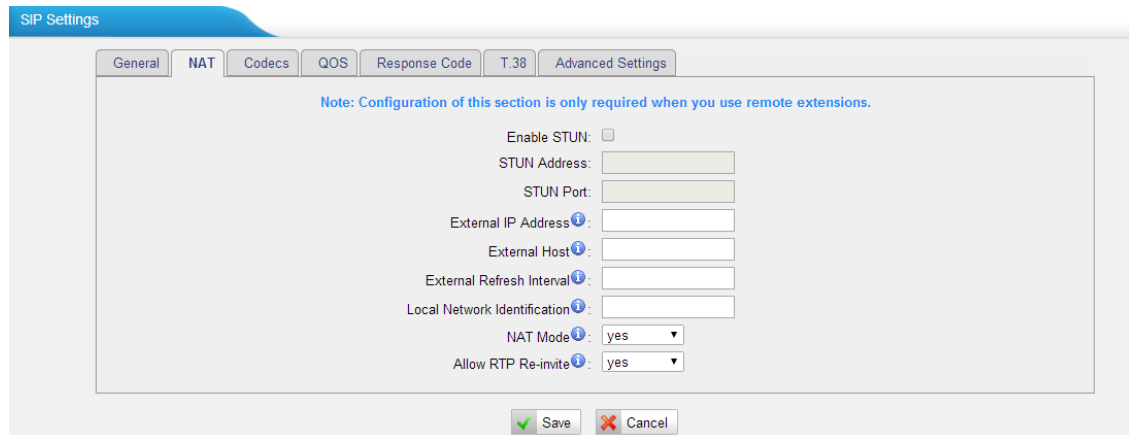 SIP Settings
General NAT Codecs QOS Response Code T.38 Advanced Settings
Note: Configuration of this section is only required when you use remote extensions.
Enable STUN:
STUN Address:
STUN Port:
External IP Address i :
External Host i :
External Refresh Interval i :
Local Network Identification i :
NAT Mode i : yes
Allow RTP Re-invite i : yes
Save Cancel